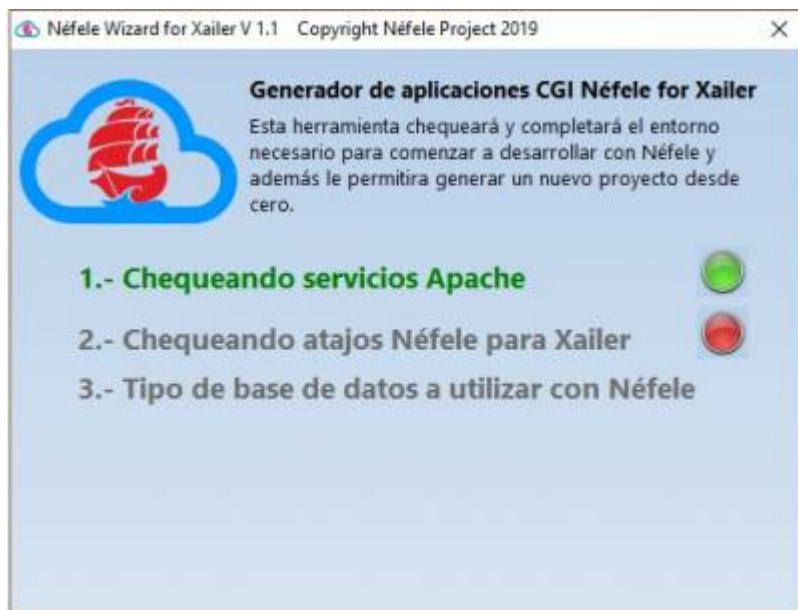 Néfele Wizard for Xailer V 1.1    Copyright Néfele Project 2019
Generador de aplicaciones CGI Néfele for Xailer
Esta herramienta chequeará y completará el entorno
necesario para comenzar a desarrollar con Néfele y
además le permitira generar un nuevo proyecto desde
cero.
1.- Chequeando servicios Apache
2.- Chequeando atajos Néfele para Xailer
3.- Tipo de base de datos a utilizar con Néfele